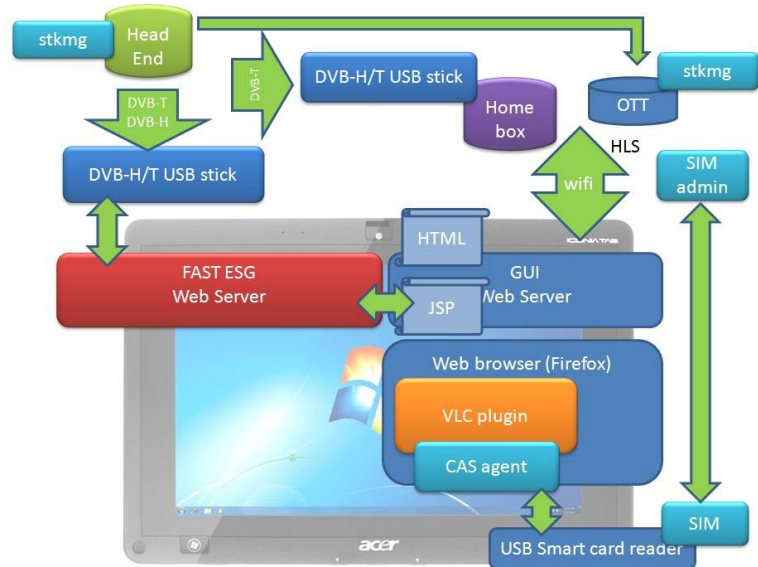 stkmg
Head
End
DVB-T
DVB-H
DVB-T
DVB-H/T USB stick
Home
box
stkmg
OTT
HLS
wifi
SIM
admin
DVB-H/T USB stick
HTML
ICONIA TAB
FAST ESG
Web Server
GUI
Web Server
JSP
Web browser (Firefox)
VLC plugin
CAS agent
SIM
USB Smart card reader
acer